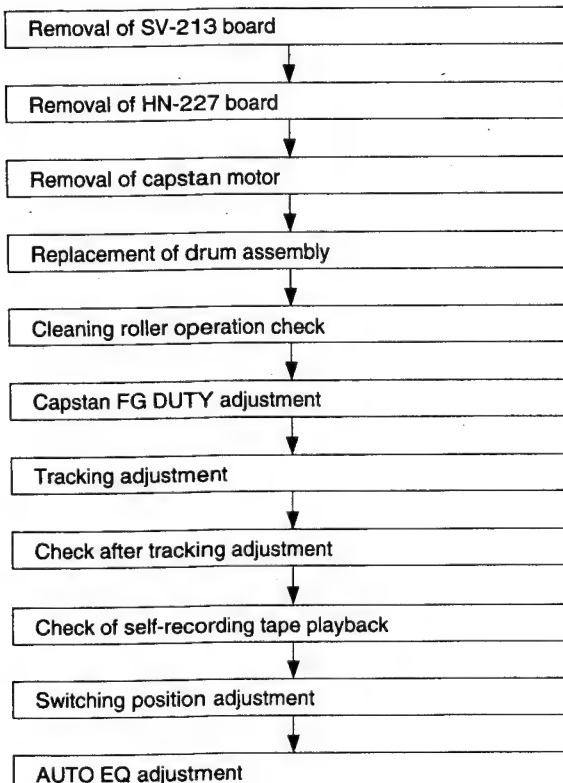 Removal of SV-213 board
Removal of HN-227 board
Removal of capstan motor
Replacement of drum assembly
Cleaning roller operation check
Capstan FG DUTY adjustment
Tracking adjustment
Check after tracking adjustment
Check of self-recording tape playback
Switching position adjustment
AUTO EQ adjustment